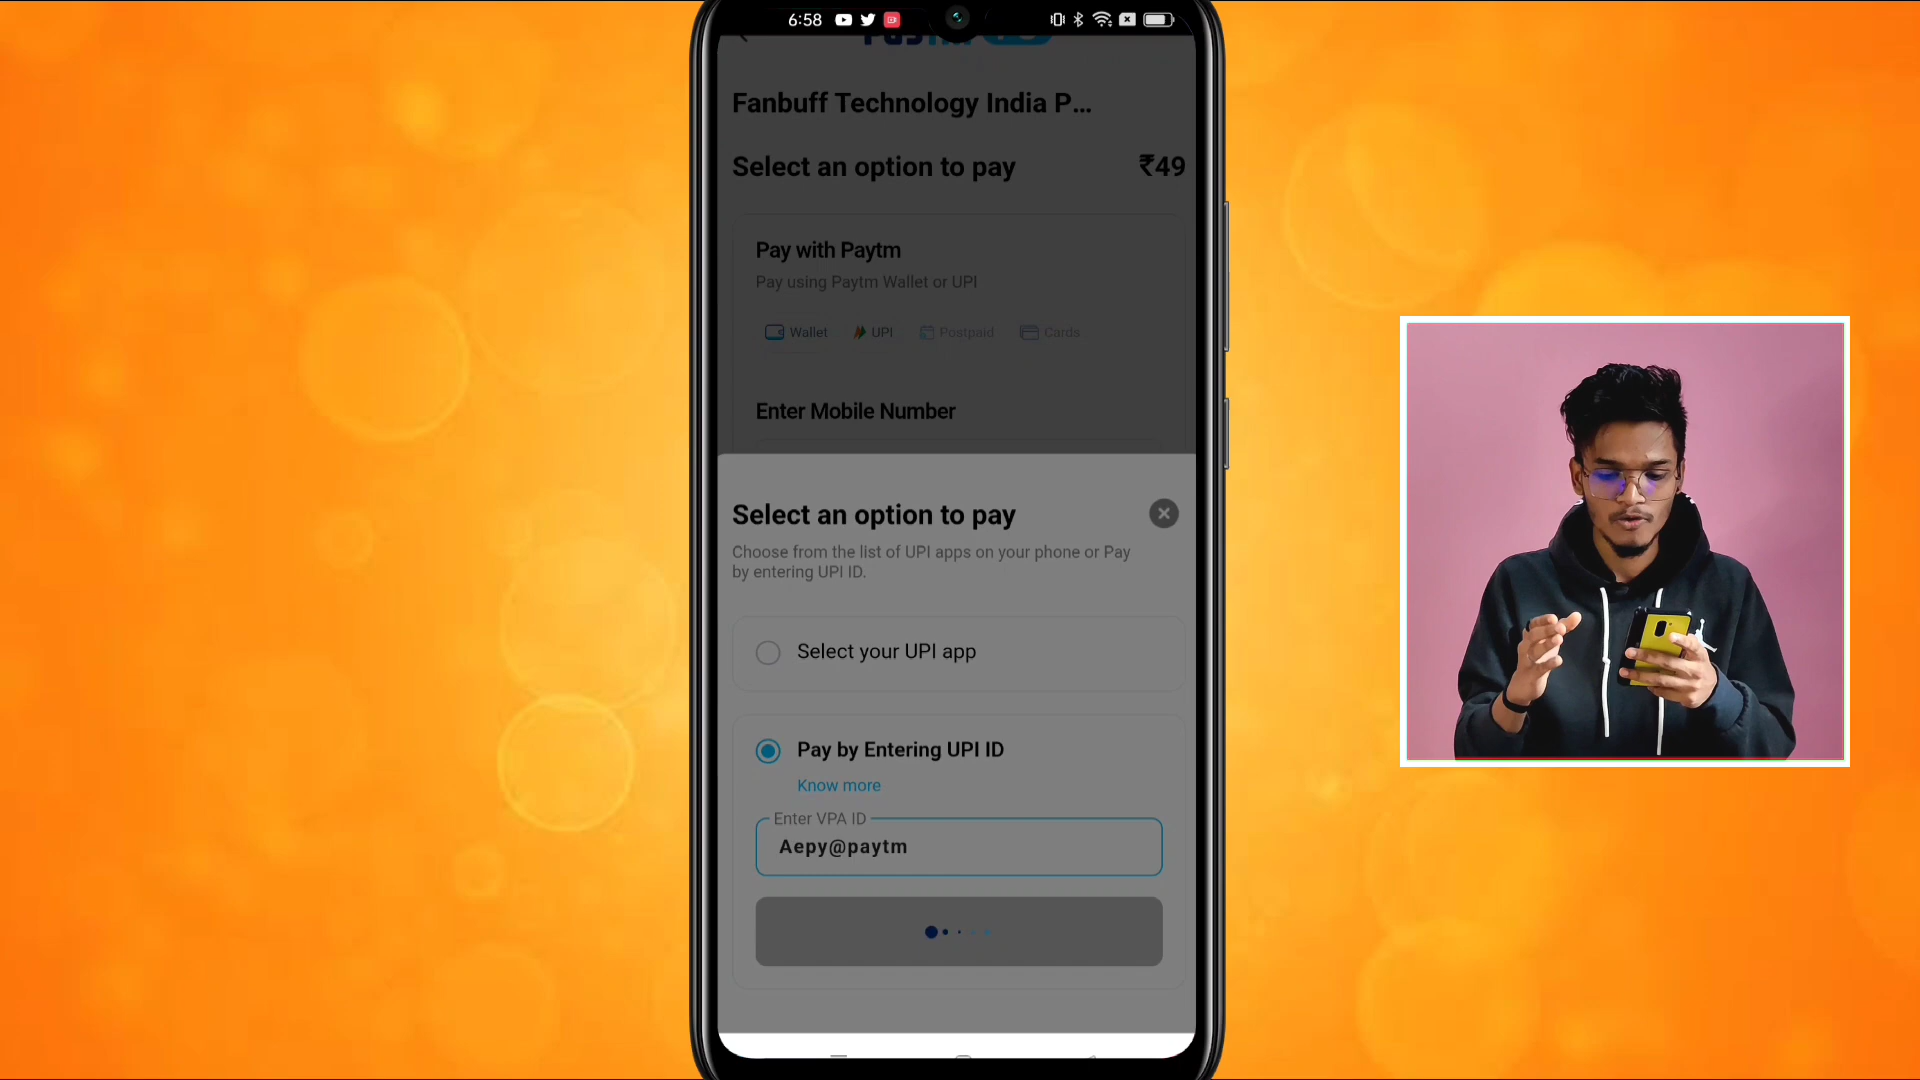 6:58
Fanbuff Technology India P...
Select an option to pay
₹49
Pay with Paytm
Pay using Paytm Wallet or UPI
Wallet
UPI
Postpaid
Cards
Enter Mobile Number
Select an option to pay
Choose from the list of UPI apps on your phone or Pay
by entering UPI ID.
Select your UPI app
Pay by Entering UPI ID
Know more
Enter VPA ID
Aepy@paytm